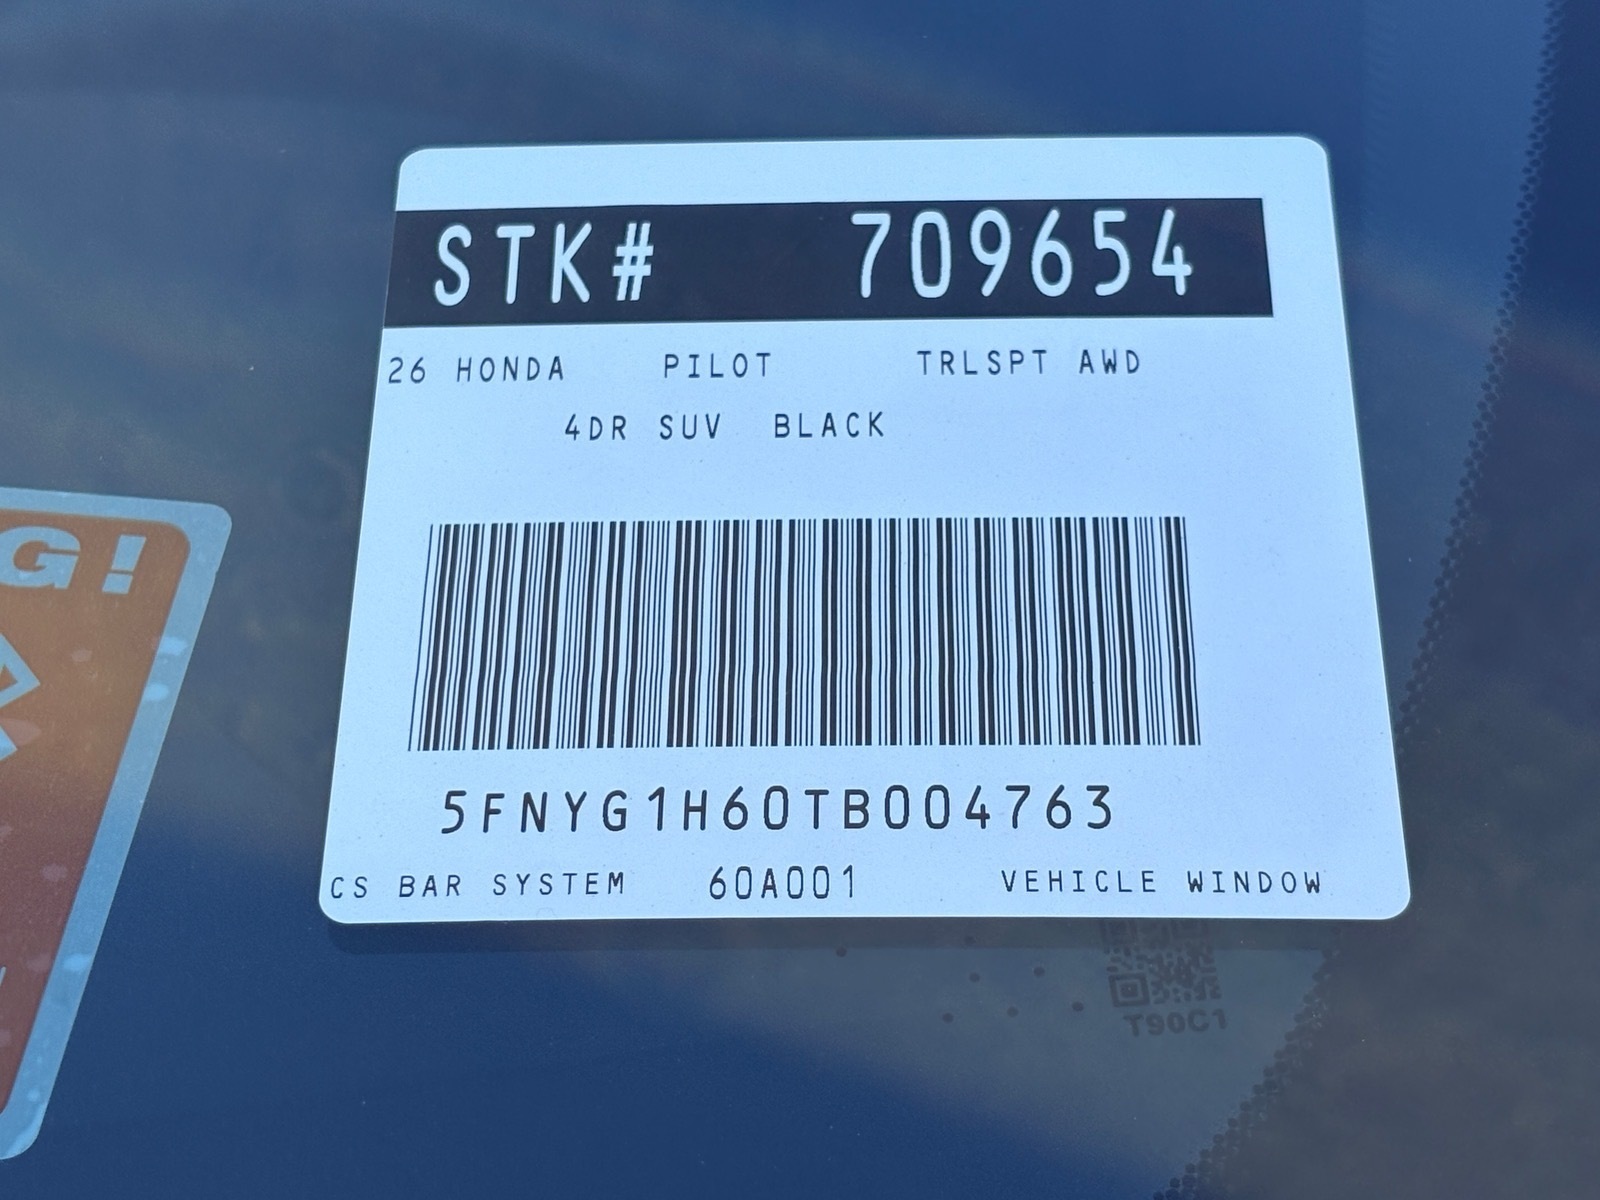 STK# 709654
26 HONDA PILOT TRLSPT AWD
4DR SUV BLACK
5FNYG1H60TB004763
CS BAR SYSTEM 60A001 VEHICLE WINDOW
G!
T90C1